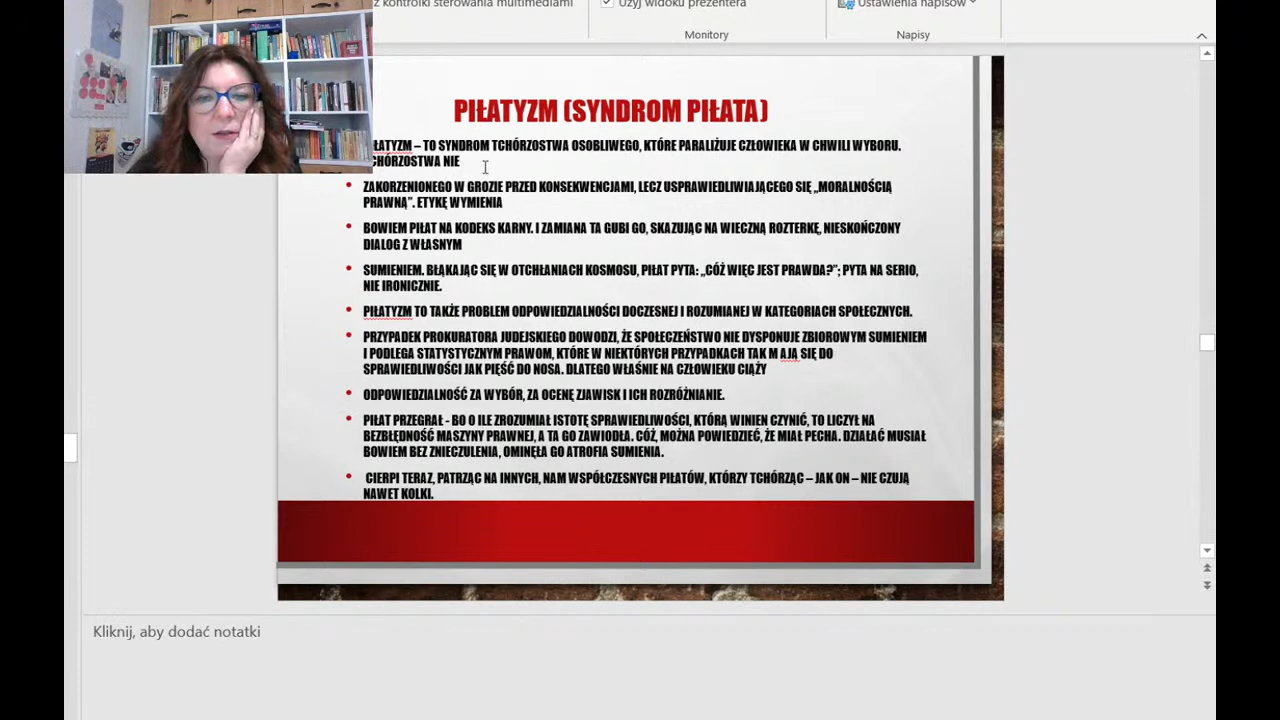 z kontrolki sterowania multimediami
Użyj widoku prezentera
Ustawienia napisów
Monitory
Napisy
PIŁATYZM (SYNDROM PIŁATA)
ŁATYZM – TO SYNDROM TCHÓRZOSTWA OSOBLIWEGO, KTÓRE PARALIŻUJE CZŁOWIEKA W CHWILI WYBORU.
CHÓRZOSTWA NIE
• ZAKORZENIONEGO W GROZIE PRZED KONSEKWENCJAMI, LECZ USPRAWIEDLIWIAJĄCEGO SIĘ „MORALNOŚCIĄ
PRAWNĄ”. ETYKĘ WYMIENIA
• BOWIEM PIŁAT NA KODEKS KARNY. I ZAMIANA TA GUBI GO, SKAZUJĄC NA WIECZNĄ ROZTERKĘ, NIESKOŃCZONY
DIALOG Z WŁASNYM
• SUMIENIEM. BŁĄKAJĄC SIĘ W OTCHŁANIACH KOSMOSU, PIŁAT PYTA: „CÓŻ WIĘC JEST PRAWDA?”; PYTA NA SERIO,
NIE IRONICZNIE.
• PIŁATYZM TO TAKŻE PROBLEM ODPOWIEDZIALNOŚCI DOCZESNEJ I ROZUMIANEJ W KATEGORIACH SPOŁECZNYCH.
• PRZYPADEK PROKURATORA JUDEJSKIEGO DOWODZI, ŻE SPOŁECZEŃSTWO NIE DYSPONUJE ZBIOROWYM SUMIENIEM
I PODLEGA STATYSTYCZNYM PRAWOM, KTÓRE W NIEKTÓRYCH PRZYPADKACH TAK M AJĄ SIĘ DO
SPRAWIEDLIWOŚCI JAK PIĘŚĆ DO NOSA. DLATEGO WŁAŚNIE NA CZŁOWIEKU CIĄŻY
• ODPOWIEDZIALNOŚĆ ZA WYBÓR, ZA OCENĘ ZJAWISK I ICH ROZRÓŻNIANIE.
• PIŁAT PRZEGRAŁ - BO O ILE ZROZUMIAŁ ISTOTĘ SPRAWIEDLIWOŚCI, KTÓRĄ WINIEN CZYNIĆ, TO LICZYŁ NA
BEZBŁĘDNOŚĆ MASZYNY PRAWNEJ, A TA GO ZAWIODŁA. CÓŻ, MOŻNA POWIEDZIEĆ, ŻE MIAŁ PECHA. DZIAŁAĆ MUSIAŁ
BOWIEM BEZ ZNIECZULENIA, OMINĘŁA GO ATROFIA SUMIENIA.
• CIERPI TERAZ, PATRZĄC NA INNYCH, NAM WSPÓŁCZESNYCH PIŁATÓW, KTÓRZY TCHÓRZĄC – JAK ON – NIE CZUJĄ
NAWET KOLKI.
Kliknij, aby dodać notatki